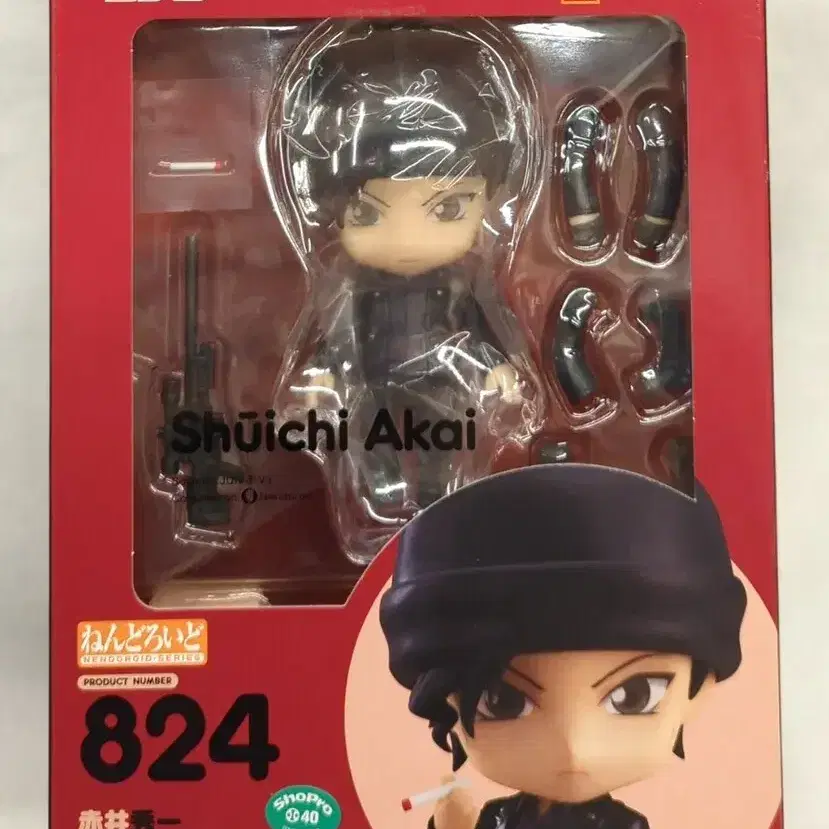 Shūichi Akai
ねんどろいど
NENDOROID·SERIES
PRODUCT NUMBER
824
ShoPro
40
赤井秀一